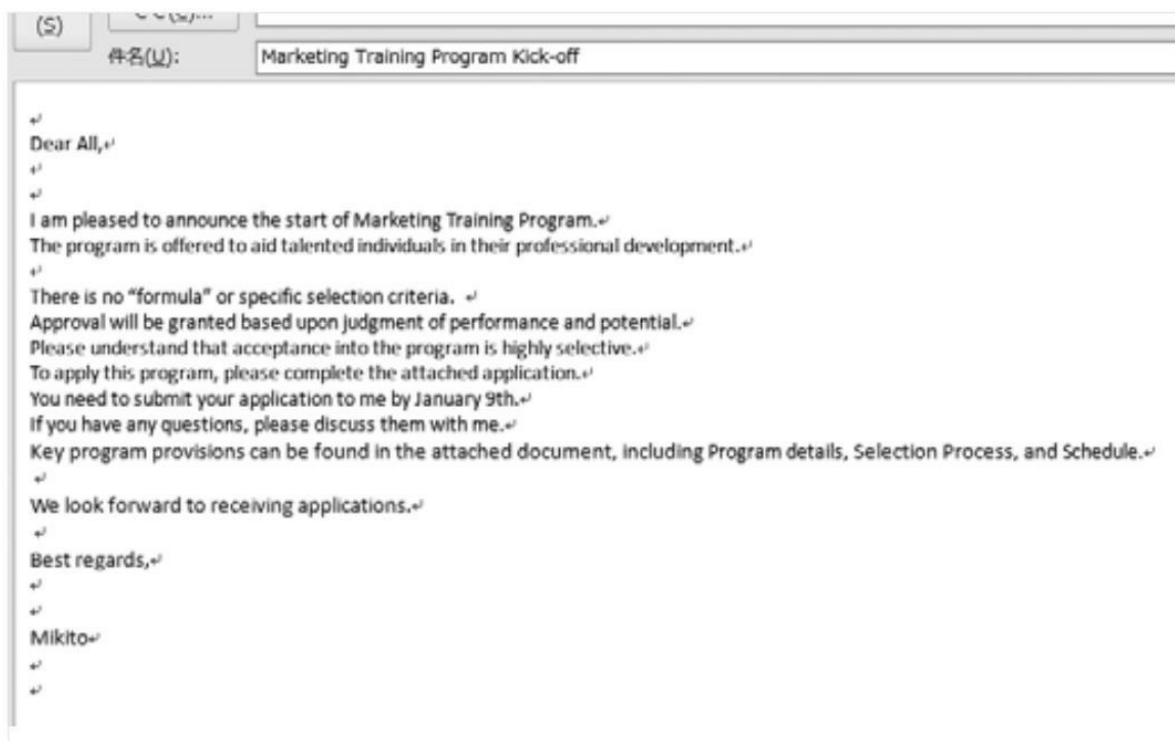 (S)
件名(U):
Marketing Training Program Kick-off
Dear All,
I am pleased to announce the start of Marketing Training Program.
The program is offered to aid talented individuals in their professional development.
There is no “formula” or specific selection criteria.
Approval will be granted based upon judgment of performance and potential.
Please understand that acceptance into the program is highly selective.
To apply this program, please complete the attached application.
You need to submit your application to me by January 9th.
If you have any questions, please discuss them with me.
Key program provisions can be found in the attached document, including Program details, Selection Process, and Schedule.
We look forward to receiving applications.
Best regards,
Mikito